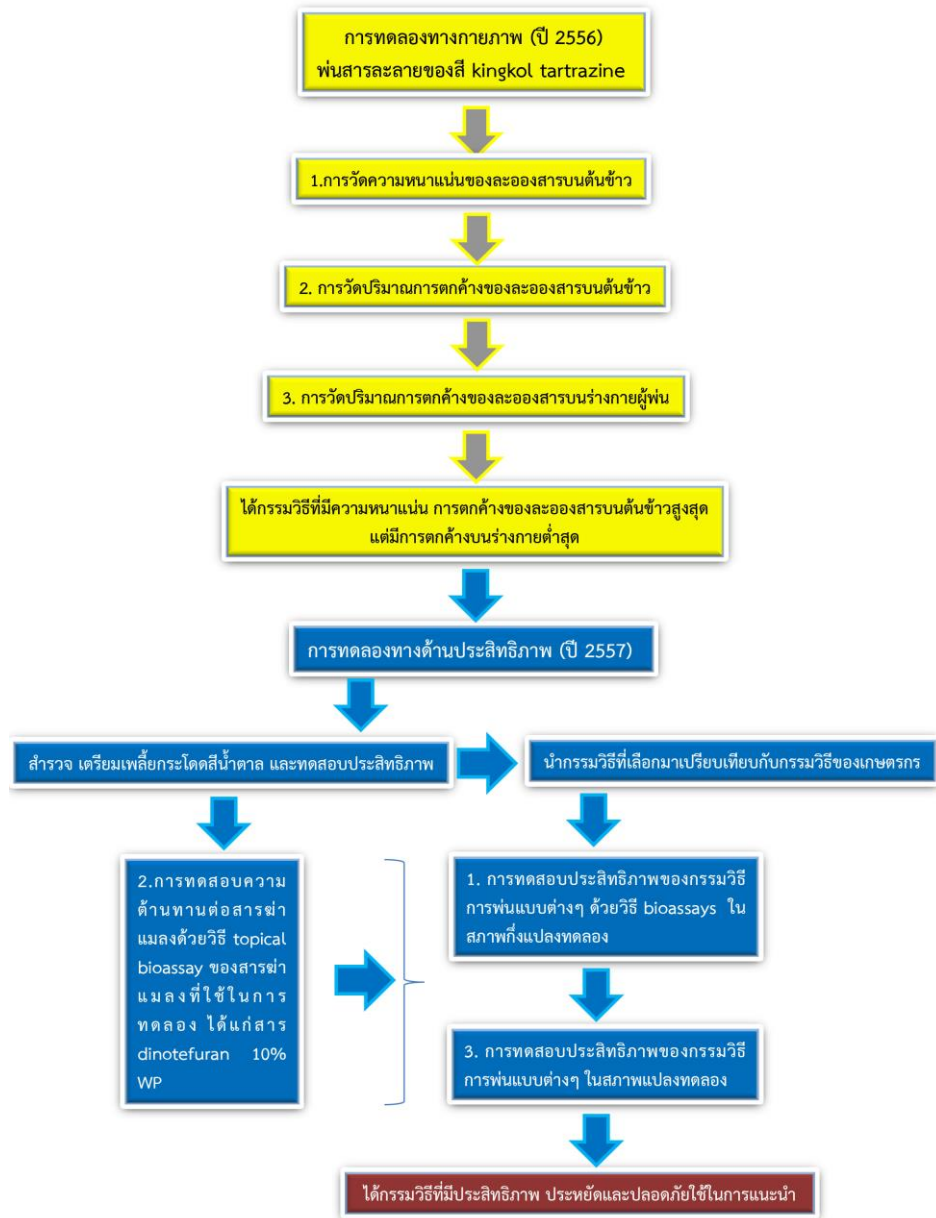 การทดลองทางกายภาพ (ปี 2556)
พ่นสารละลายของสี kingkol tartrazine
1.การวัดความหนาแน่นของละอองสารบนต้นข้าว
2. การวัดปริมาณการตกค้างของละอองสารบนต้นข้าว
3. การวัดปริมาณการตกค้างของละอองสารบนร่างกายผู้พ่น
ได้กรรมวิธีที่มีความหนาแน่น การตกค้างของละอองสารบนต้นข้าวสูงสุด
แต่มีการตกค้างบนร่างกายต่ำสุด
การทดลองทางด้านประสิทธิภาพ (ปี 2557)
สำรวจ เตรียมเพลี้ยกระโดดสีน้ำตาล และทดสอบประสิทธิภาพ
นำกรรมวิธีที่เลือกมาเปรียบเทียบกับกรรมวิธีของเกษตรกร
2.การทดสอบความ
ต้านทานต่อสารฆ่า
แมลงด้วยวิธี topical
bioassay ของสารฆ่า
แมลงที่ใช้ในการ
ทดลอง ได้แก่สาร
dinotefuran 10%
WP
1. การทดสอบประสิทธิภาพของกรรมวิธี
การพ่นแบบต่างๆ ด้วยวิธี bioassays ใน
สภาพกึ่งแปลงทดลอง
3. การทดสอบประสิทธิภาพของกรรมวิธี
การพ่นแบบต่างๆ ในสภาพแปลงทดลอง
ได้กรรมวิธีที่มีประสิทธิภาพ ประหยัดและปลอดภัยใช้ในการแนะนำ